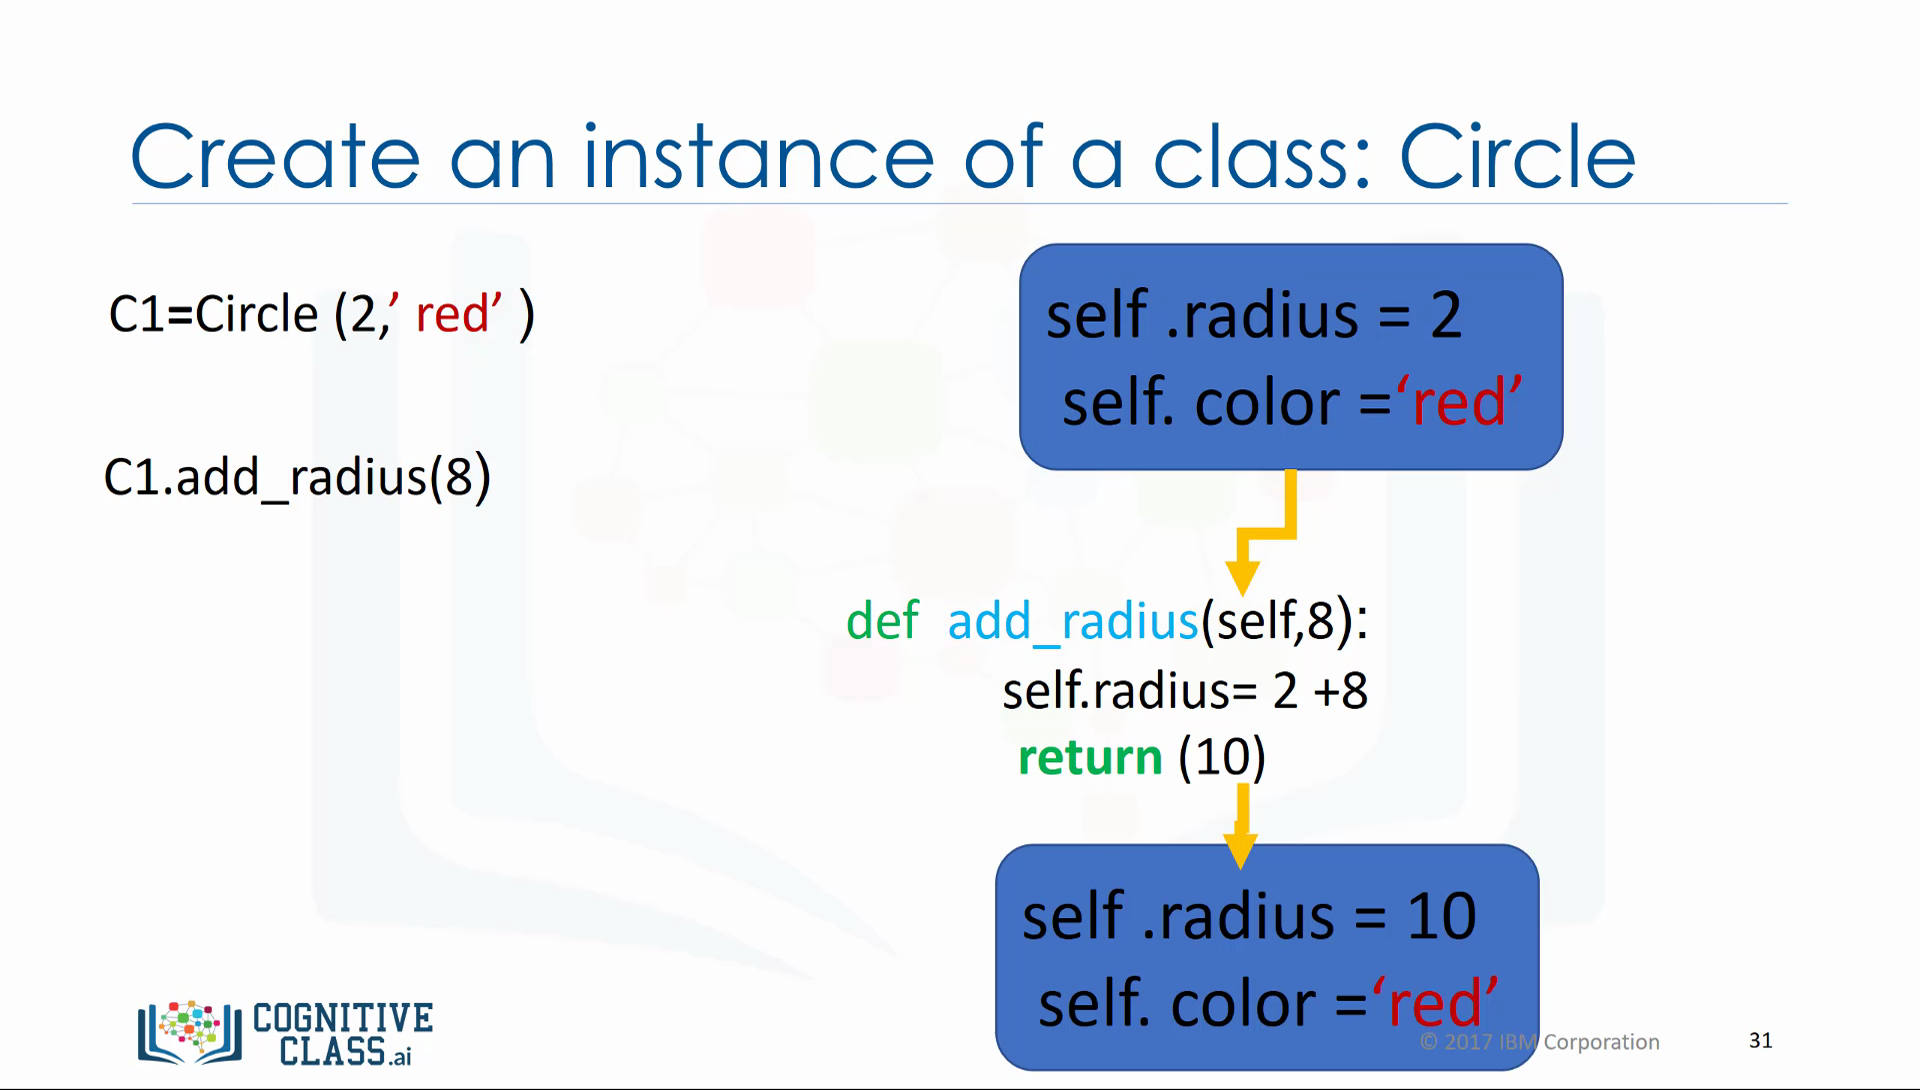 Create an instance of a class: Circle
C1=Circle (2,’ red’ )
C1.add_radius(8)
self .radius = 2
self. color =‘red’
def add_radius(self,8):
self.radius= 2 +8
return (10)
self .radius = 10
self. color =‘red’
COGNITIVE
CLASS.ai
© 2017 IBM Corporation
31